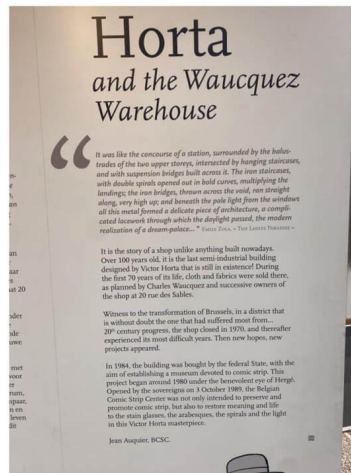 Horta
and the Waucquez
Warehouse
“
It was like the concourse of a station, surrounded by the balus-
trades of the two upper storeys, intersected by hanging staircases,
and with suspension bridges built across it. The iron staircases,
with double spirals opened out in bold curves, multiplying the
landings; the iron bridges, thrown across the void, ran straight
along, very high up; and beneath the pale light from the windows
all this metal formed a delicate piece of architecture, a compli-
cated lacework through which the daylight passed, the modern
realization of a dream-palace... " Emile Zola, « The Ladies Paradise »
It is the story of a shop unlike anything built nowadays.
Over 100 years old, it is the last semi-industrial building
designed by Victor Horta that is still in existence! During
the first 70 years of its life, cloth and fabrics were sold there,
as planned by Charles Waucquez and successive owners of
the shop at 20 rue des Sables.
Witness to the transformation of Brussels, in a district that
is without doubt the one that had suffered most from...
20th century progress, the shop closed in 1970, and thereafter
experienced its most difficult years. Then new hopes, new
projects appeared.
In 1984, the building was bought by the federal State, with the
aim of establishing a museum devoted to comic strip. This
project began around 1980 under the benevolent eye of Hergé.
Opened by the sovereigns on 3 October 1989, the Belgian
Comic Strip Center was not only intended to preserve and
promote comic strip, but also to restore meaning and life
to the stain glasses, the arabesques, the spirals and the light
in this Victor Horta masterpiece.
Jean Auquier, BCSC.